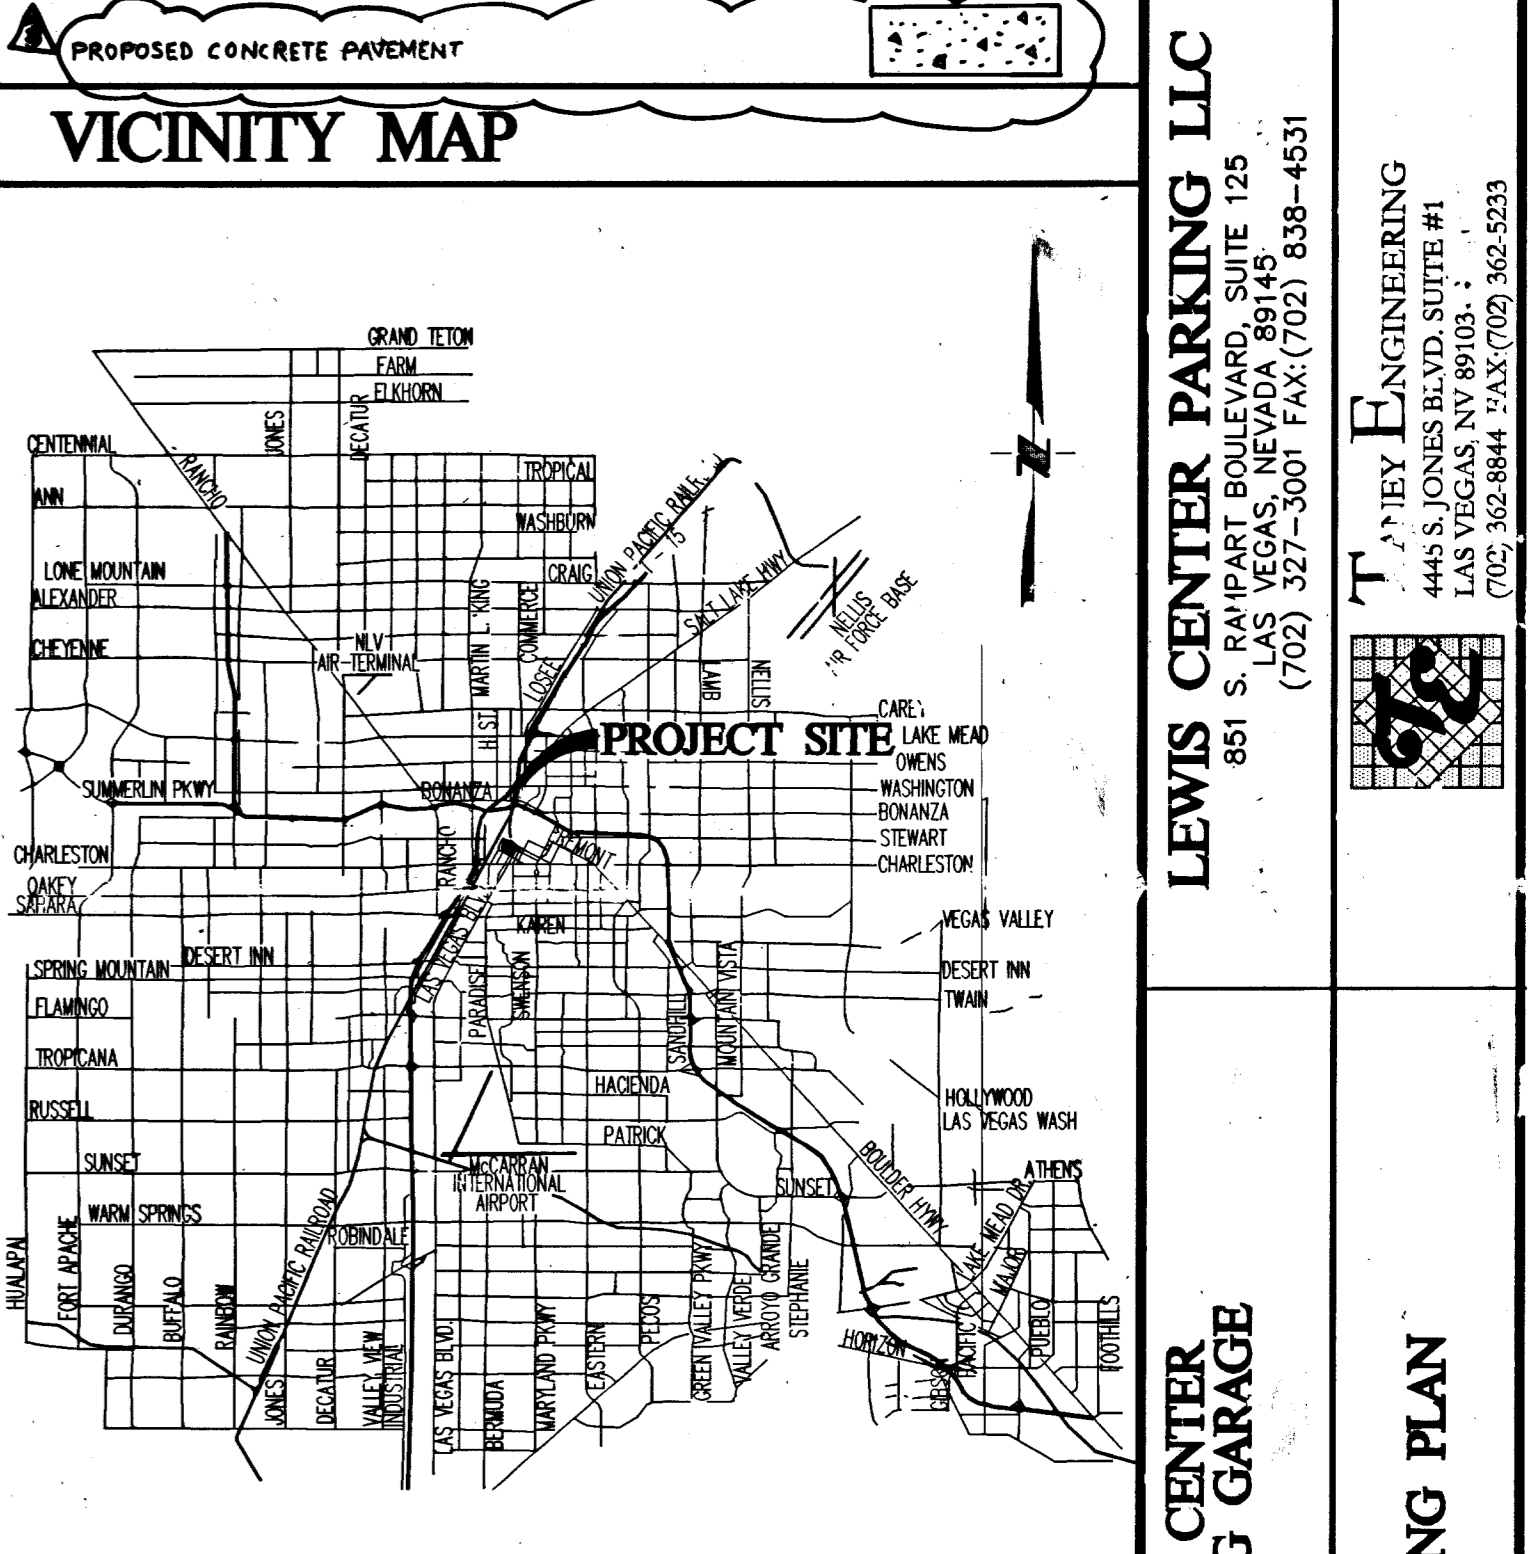 3
PROPOSED CONCRETE PAVEMENT
VICINITY MAP
GRAND TETON
FARM
ELKHORN
JONES
DECATUR
CENTENNIAL
RANCHO
TROPICAL
ANN
WASHBURN
UNION PACIFIC RAILR.
I-15
LONE MOUNTAIN
CRAIG
ALEXANDER
MARTIN L. KING
COMMERCE
SALT LAKE HWY
NELLIS
FORCE BASE
CHEYENNE
NLV
AIR-TERMINAL
LOSEE
LAMB
NELLIS
H ST.
CAREY
PROJECT SITE
LAKE MEAD
OWENS
SUMMERLIN PKWY
BONANZA
WASHINGTON
BONANZA
STEWART
CHARLESTON
RANCHO
FREMONT
CHARLESTON
OAKEY
SAHARA
KAREN
VEGAS VALLEY
DESERT INN
SPRING MOUNTAIN
LAS VEGAS BL
PARADISE
SWENSON
MOUNTAIN VISTA
DESERT INN
TWAIN
FLAMINGO
SANDHILL
TROPICANA
HACIENDA
HOLLYWOOD
RUSSELL
LAS VEGAS WASH
PATRICK
SUNSET
McCARRAN
INTERNATIONAL
AIRPORT
SUNSET
BOULDER HYWY
ATHENS
LAKE MEAD DR.
MAJOR
WARM SPRINGS
ROBINDALE
HUALAPAI
FORT APACHE
DURANGO
BUFFALO
RAINBOW
UNION PACIFIC RAILROAD
JONES
DECATUR
VALLEY VIEW
INDUSTRIAL
LAS VEGAS BLVD.
BERMUDA
MARYLAND PKWY
EASTERN
PECOS
GREEN VALLEY PKWY
VALLEY VERDE
ARROYO GRANDE
STEPHANIE
HORIZON
GIBSON
PACIFIC
PUEBLO
FOOTHILLS
N
LEWIS CENTER PARKING LLC
851 S. RAMPART BOULEVARD, SUITE 125
LAS VEGAS, NEVADA 89145
(702) 327-3001 FAX:(702) 838-4531
TANEY ENGINEERING
4445 S. JONES BLVD. SUITE #1
LAS VEGAS, NV 89103
(702) 362-8844 FAX:(702) 362-5233
TE
CENTER
G GARAGE
NG PLAN